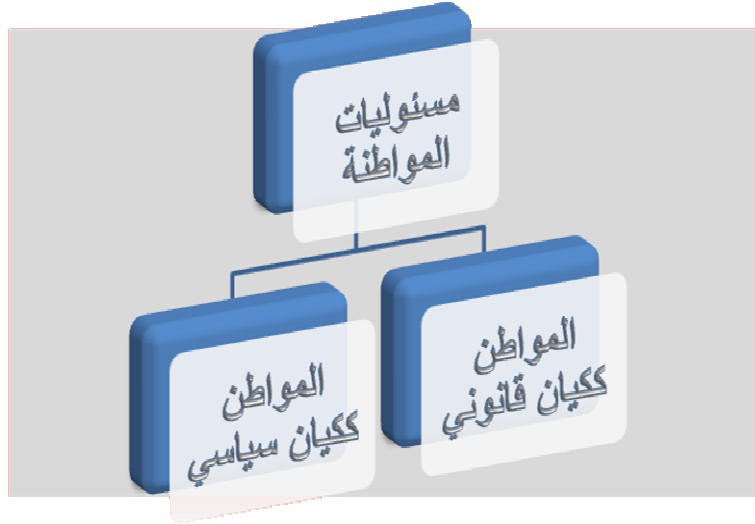 مسئوليات
المواطنة
المواطن
ككيان قانوني
المواطن
ككيان سياسي